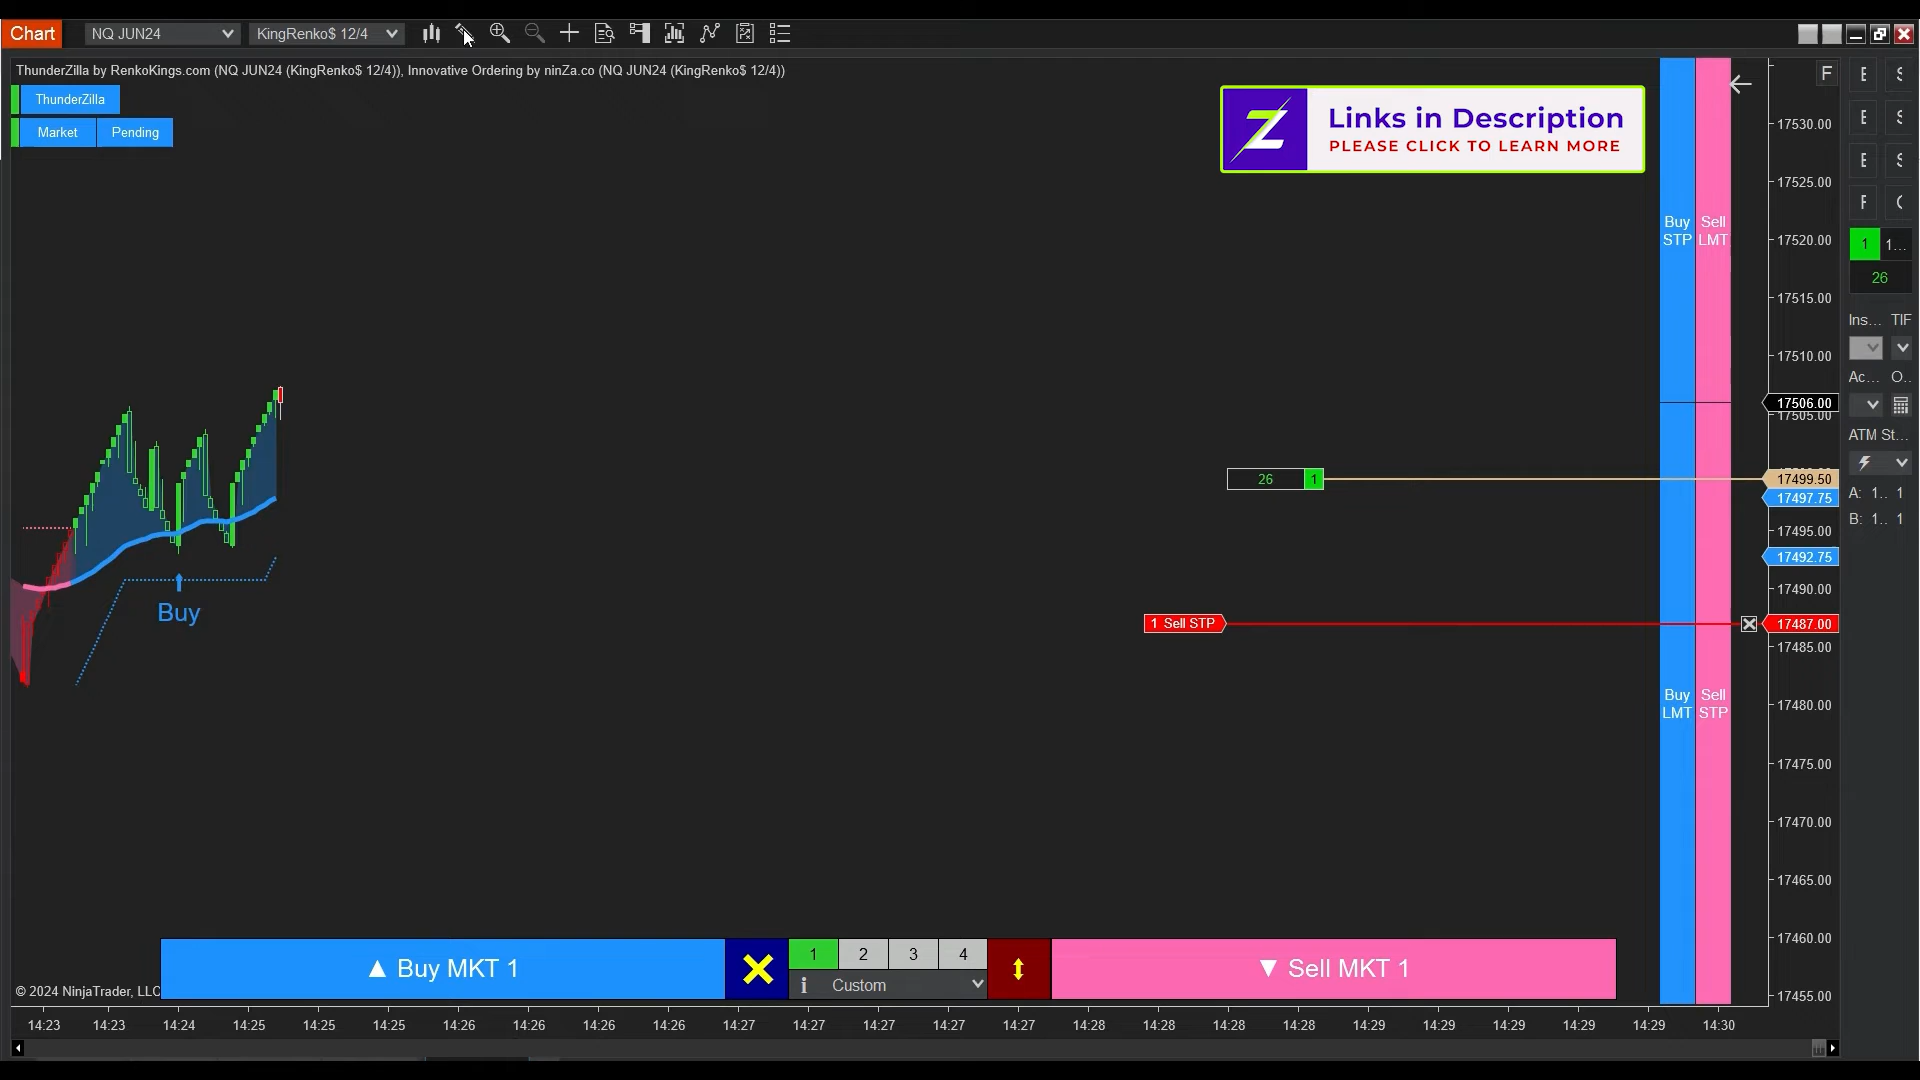 Chart NQ JUN24 KingRenko$ 12/4
ThunderZilla by RenkoKings.com (NQ JUN24 (KingRenko$ 12/4)), Innovative Ordering by ninZa.co (NQ JUN24 (KingRenko$ 12/4))
F
ThunderZilla
Market Pending
Z
Links in Description
PLEASE CLICK TO LEARN MORE
Buy STP
Sell LMT
17530.00
17525.00
17520.00
17515.00
17510.00
17506.00
17505.00
26 1
17499.50
17497.75
17495.00
17492.75
17490.00
Buy
1 Sell STP
17487.00
17485.00
Buy LMT
Sell STP
17480.00
17475.00
17470.00
17465.00
17460.00
17455.00
1 1...
26
Ins... TIF
Ac... O..
ATM St...
A: 1.. 1
B: 1.. 1
▲ Buy MKT 1
1 2 3 4
i Custom
▼ Sell MKT 1
© 2024 NinjaTrader, LLC
14:23 14:23 14:24 14:25 14:25 14:25 14:26 14:26 14:26 14:26 14:27 14:27 14:27 14:27 14:27 14:28 14:28 14:28 14:28 14:29 14:29 14:29 14:29 14:29 14:30